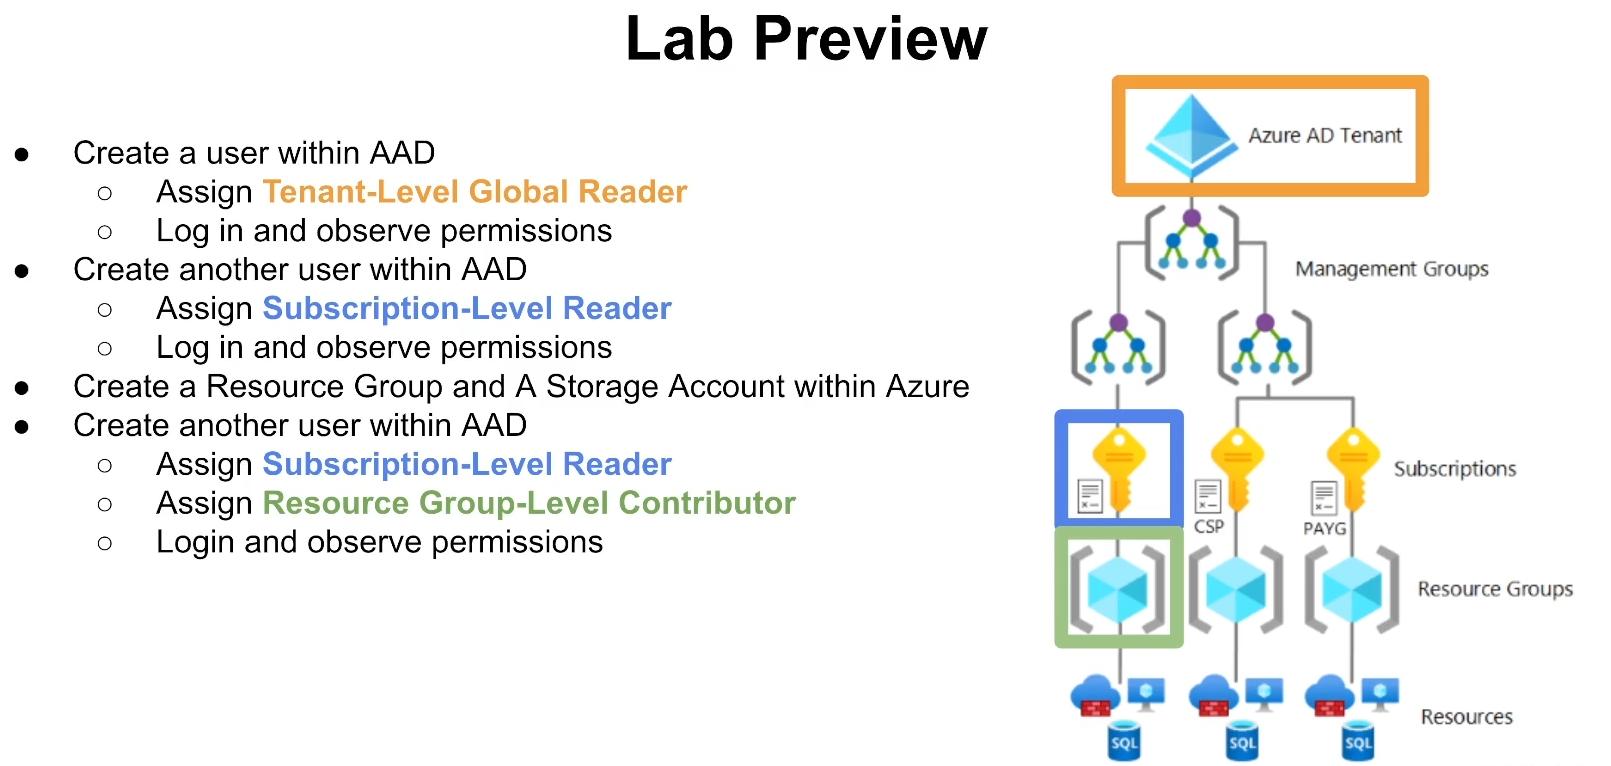 Lab Preview
● Create a user within AAD
○ Assign Tenant-Level Global Reader
○ Log in and observe permissions
● Create another user within AAD
○ Assign Subscription-Level Reader
○ Log in and observe permissions
● Create a Resource Group and A Storage Account within Azure
● Create another user within AAD
○ Assign Subscription-Level Reader
○ Assign Resource Group-Level Contributor
○ Login and observe permissions
Azure AD Tenant
Management Groups
Subscriptions
CSP
PAYG
Resource Groups
Resources
SQL
SQL
SQL